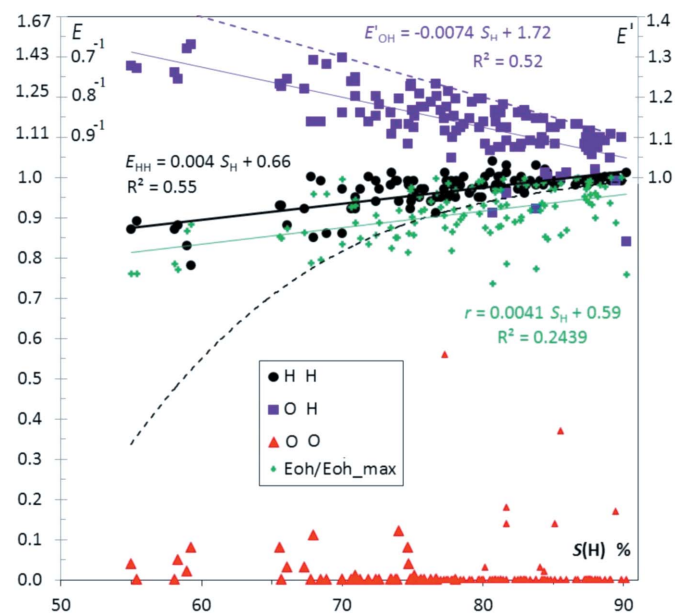 1.67 E E' 1.4
E'OH = -0.0074 SH + 1.72
1.43 0.7⁻¹ R² = 0.52 1.3
1.25 0.8⁻¹ 1.2
1.11 0.9⁻¹ 1.1
EHH = 0.004 SH + 0.66
1.0 1.0
R² = 0.55
0.9
0.8
0.7
r = 0.0041 SH + 0.59
0.6 R² = 0.2439
0.5 H H
0.4 O H
O O
0.3 Eoh/Eoh_max
0.2
0.1 S(H) %
0.0
50 60 70 80 90